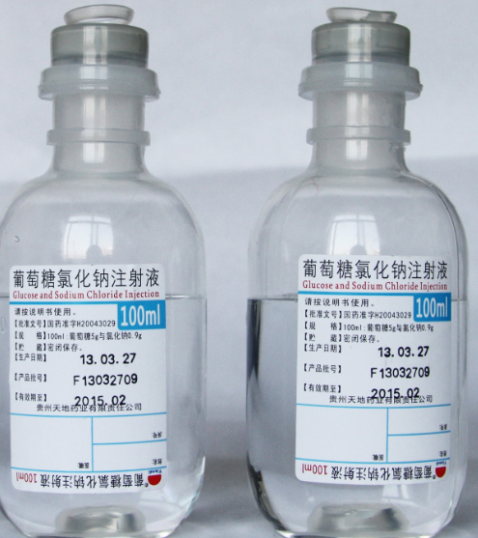 葡萄糖氯化钠注射液
Glucose and Sodium Chloride Injection
请按说明书使用。
100ml
【批准文号】国药准字H20043029
【规 格】100ml:葡萄糖5g与氯化钠0.9g
【贮 藏】密闭保存。
【生产日期】 13.03.27
【产品批号】 F13032709
【有效期至】 2015.02
贵州天地药业有限责任公司
葡萄糖氯化钠注射液
100ml
葡萄糖氯化钠注射液
Glucose and Sodium Chloride Injection
请按说明书使用。
100ml
【批准文号】国药准字H20043029
【规 格】100ml:葡萄糖5g与氯化钠0.9g
【贮 藏】密闭保存。
【生产日期】 13.03.27
【产品批号】 F13032709
【有效期至】 2015.02
贵州天地药业有限责任公司
葡萄糖氯化钠注射液
100ml